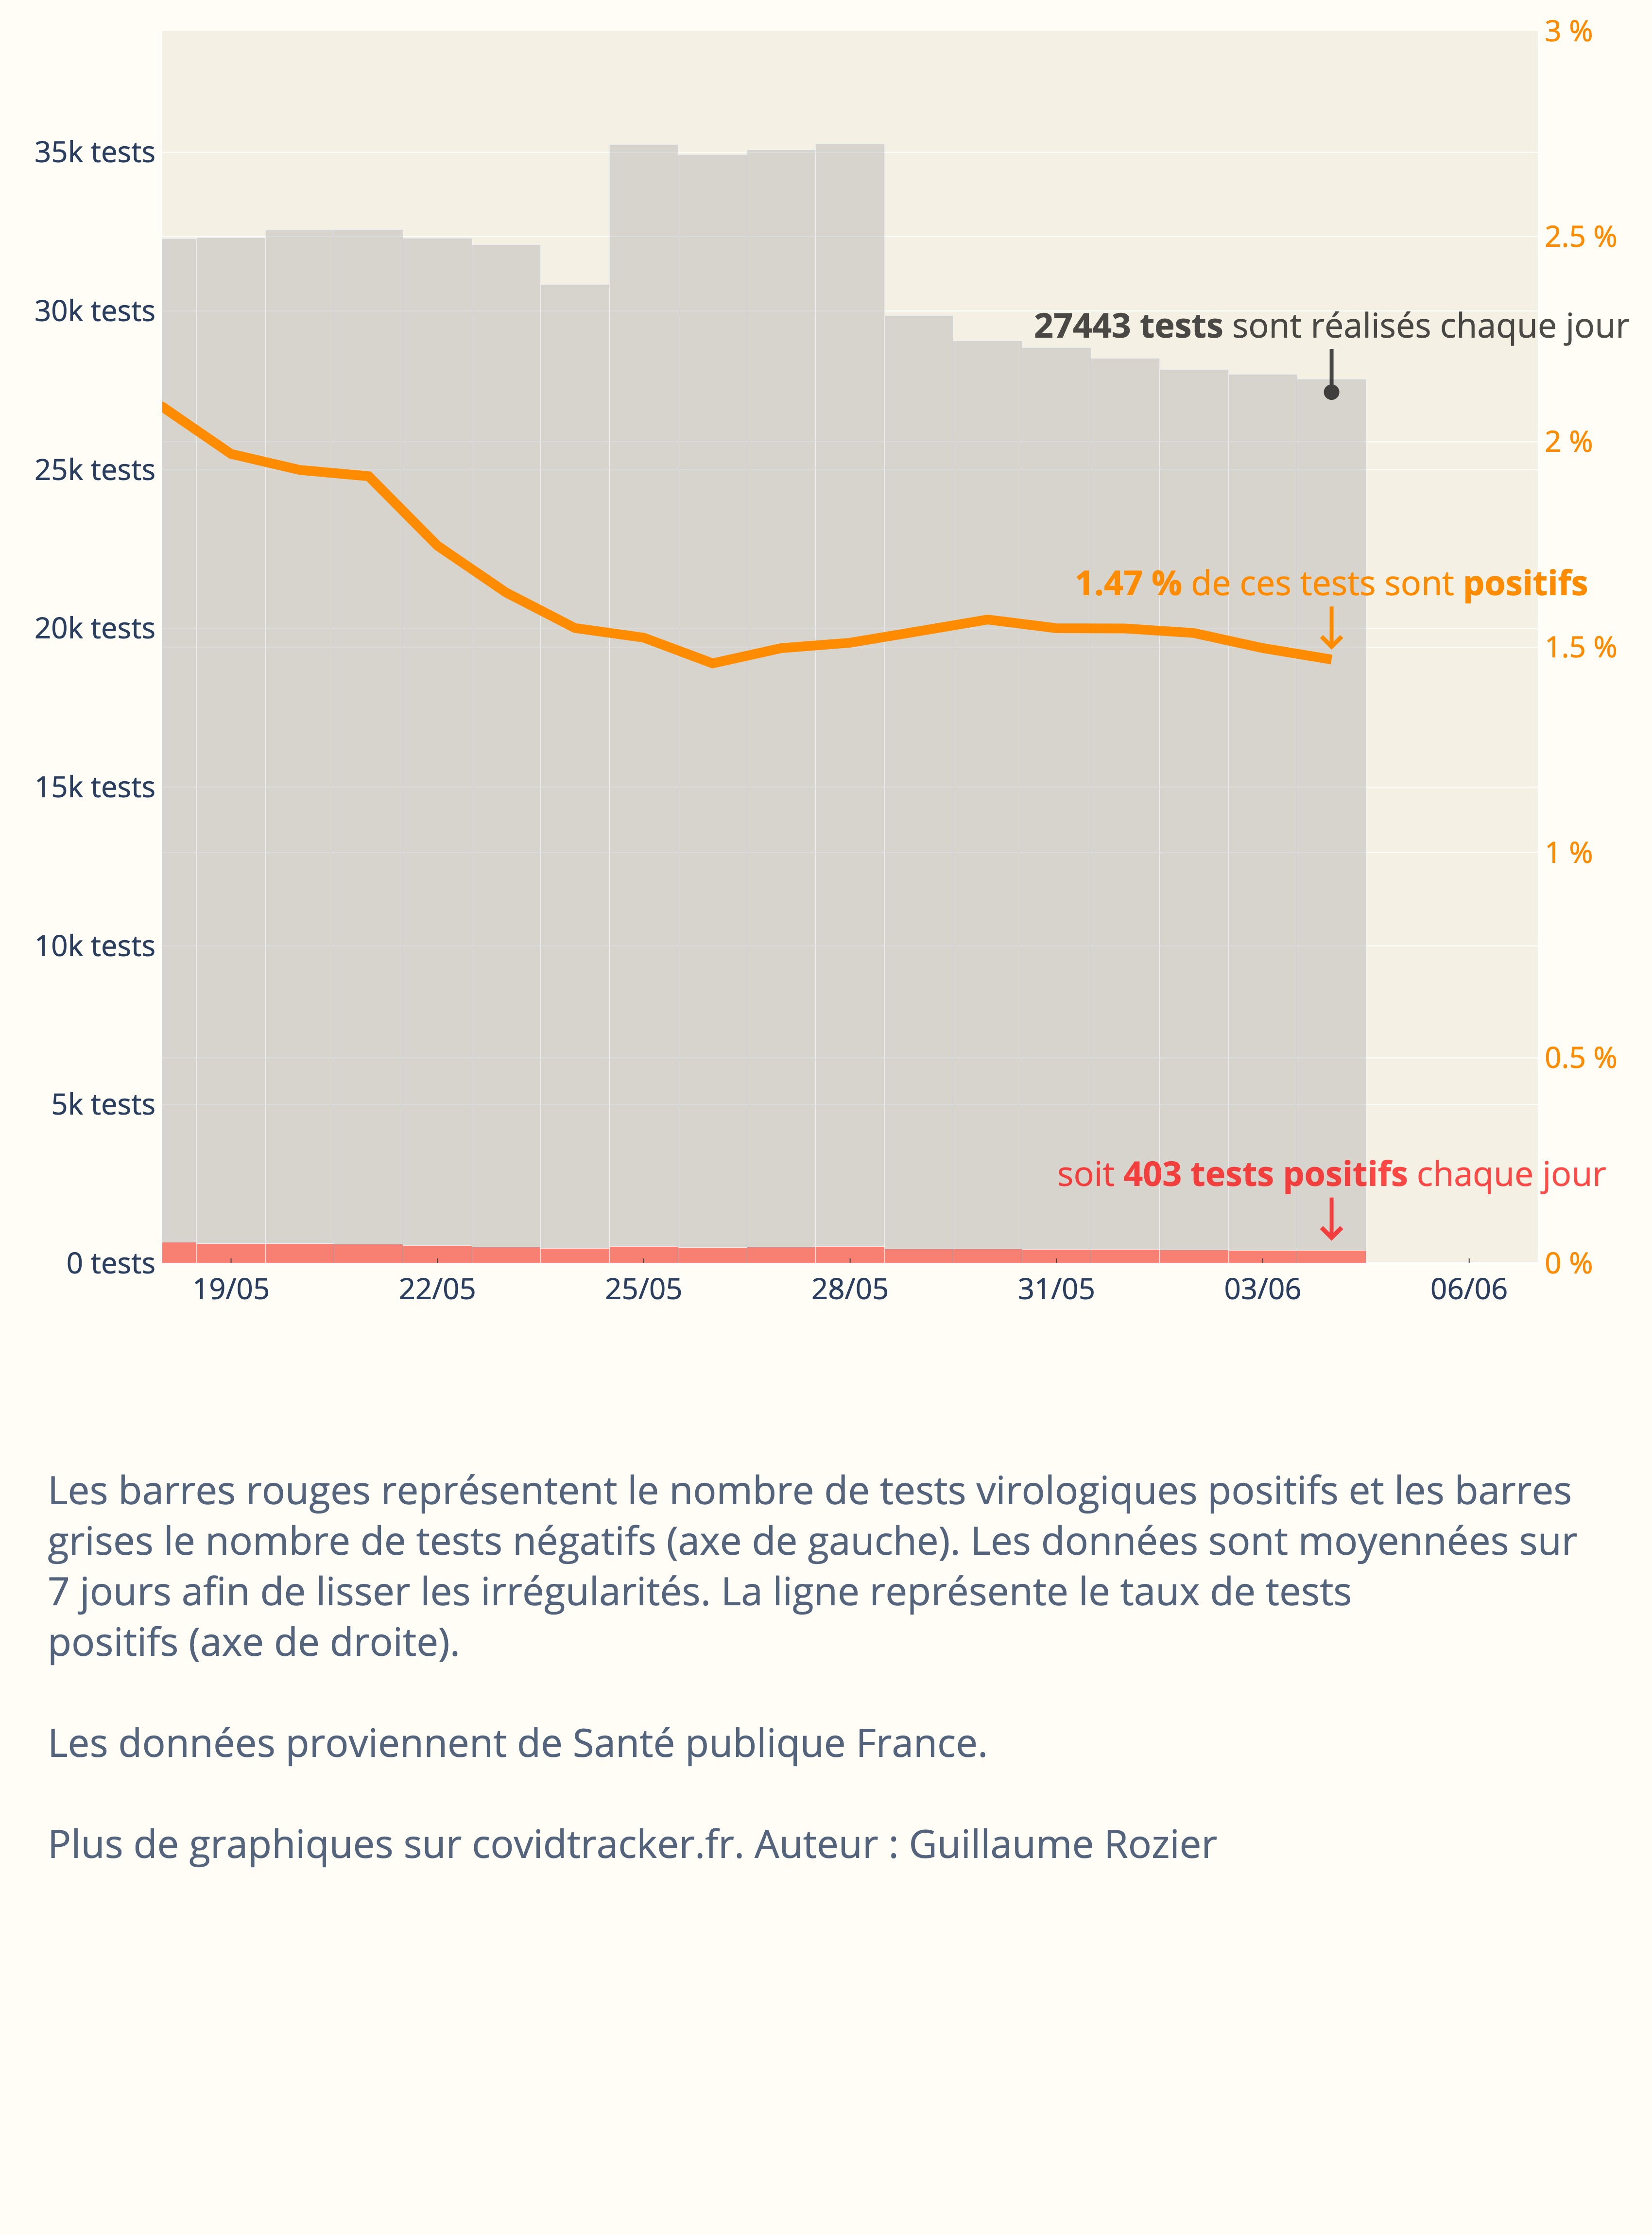 3 %
35k tests
2.5 %
30k tests
27443 tests sont réalisés chaque jour
2 %
25k tests
1.47 % de ces tests sont positifs
20k tests
1.5 %
15k tests
1 %
10k tests
0.5 %
5k tests
soit 403 tests positifs chaque jour
0 tests
0 %
19/05 22/05 25/05 28/05 31/05 03/06 06/06
Les barres rouges représentent le nombre de tests virologiques positifs et les barres
grises le nombre de tests négatifs (axe de gauche). Les données sont moyennées sur
7 jours afin de lisser les irrégularités. La ligne représente le taux de tests
positifs (axe de droite).
Les données proviennent de Santé publique France.
Plus de graphiques sur covidtracker.fr. Auteur : Guillaume Rozier